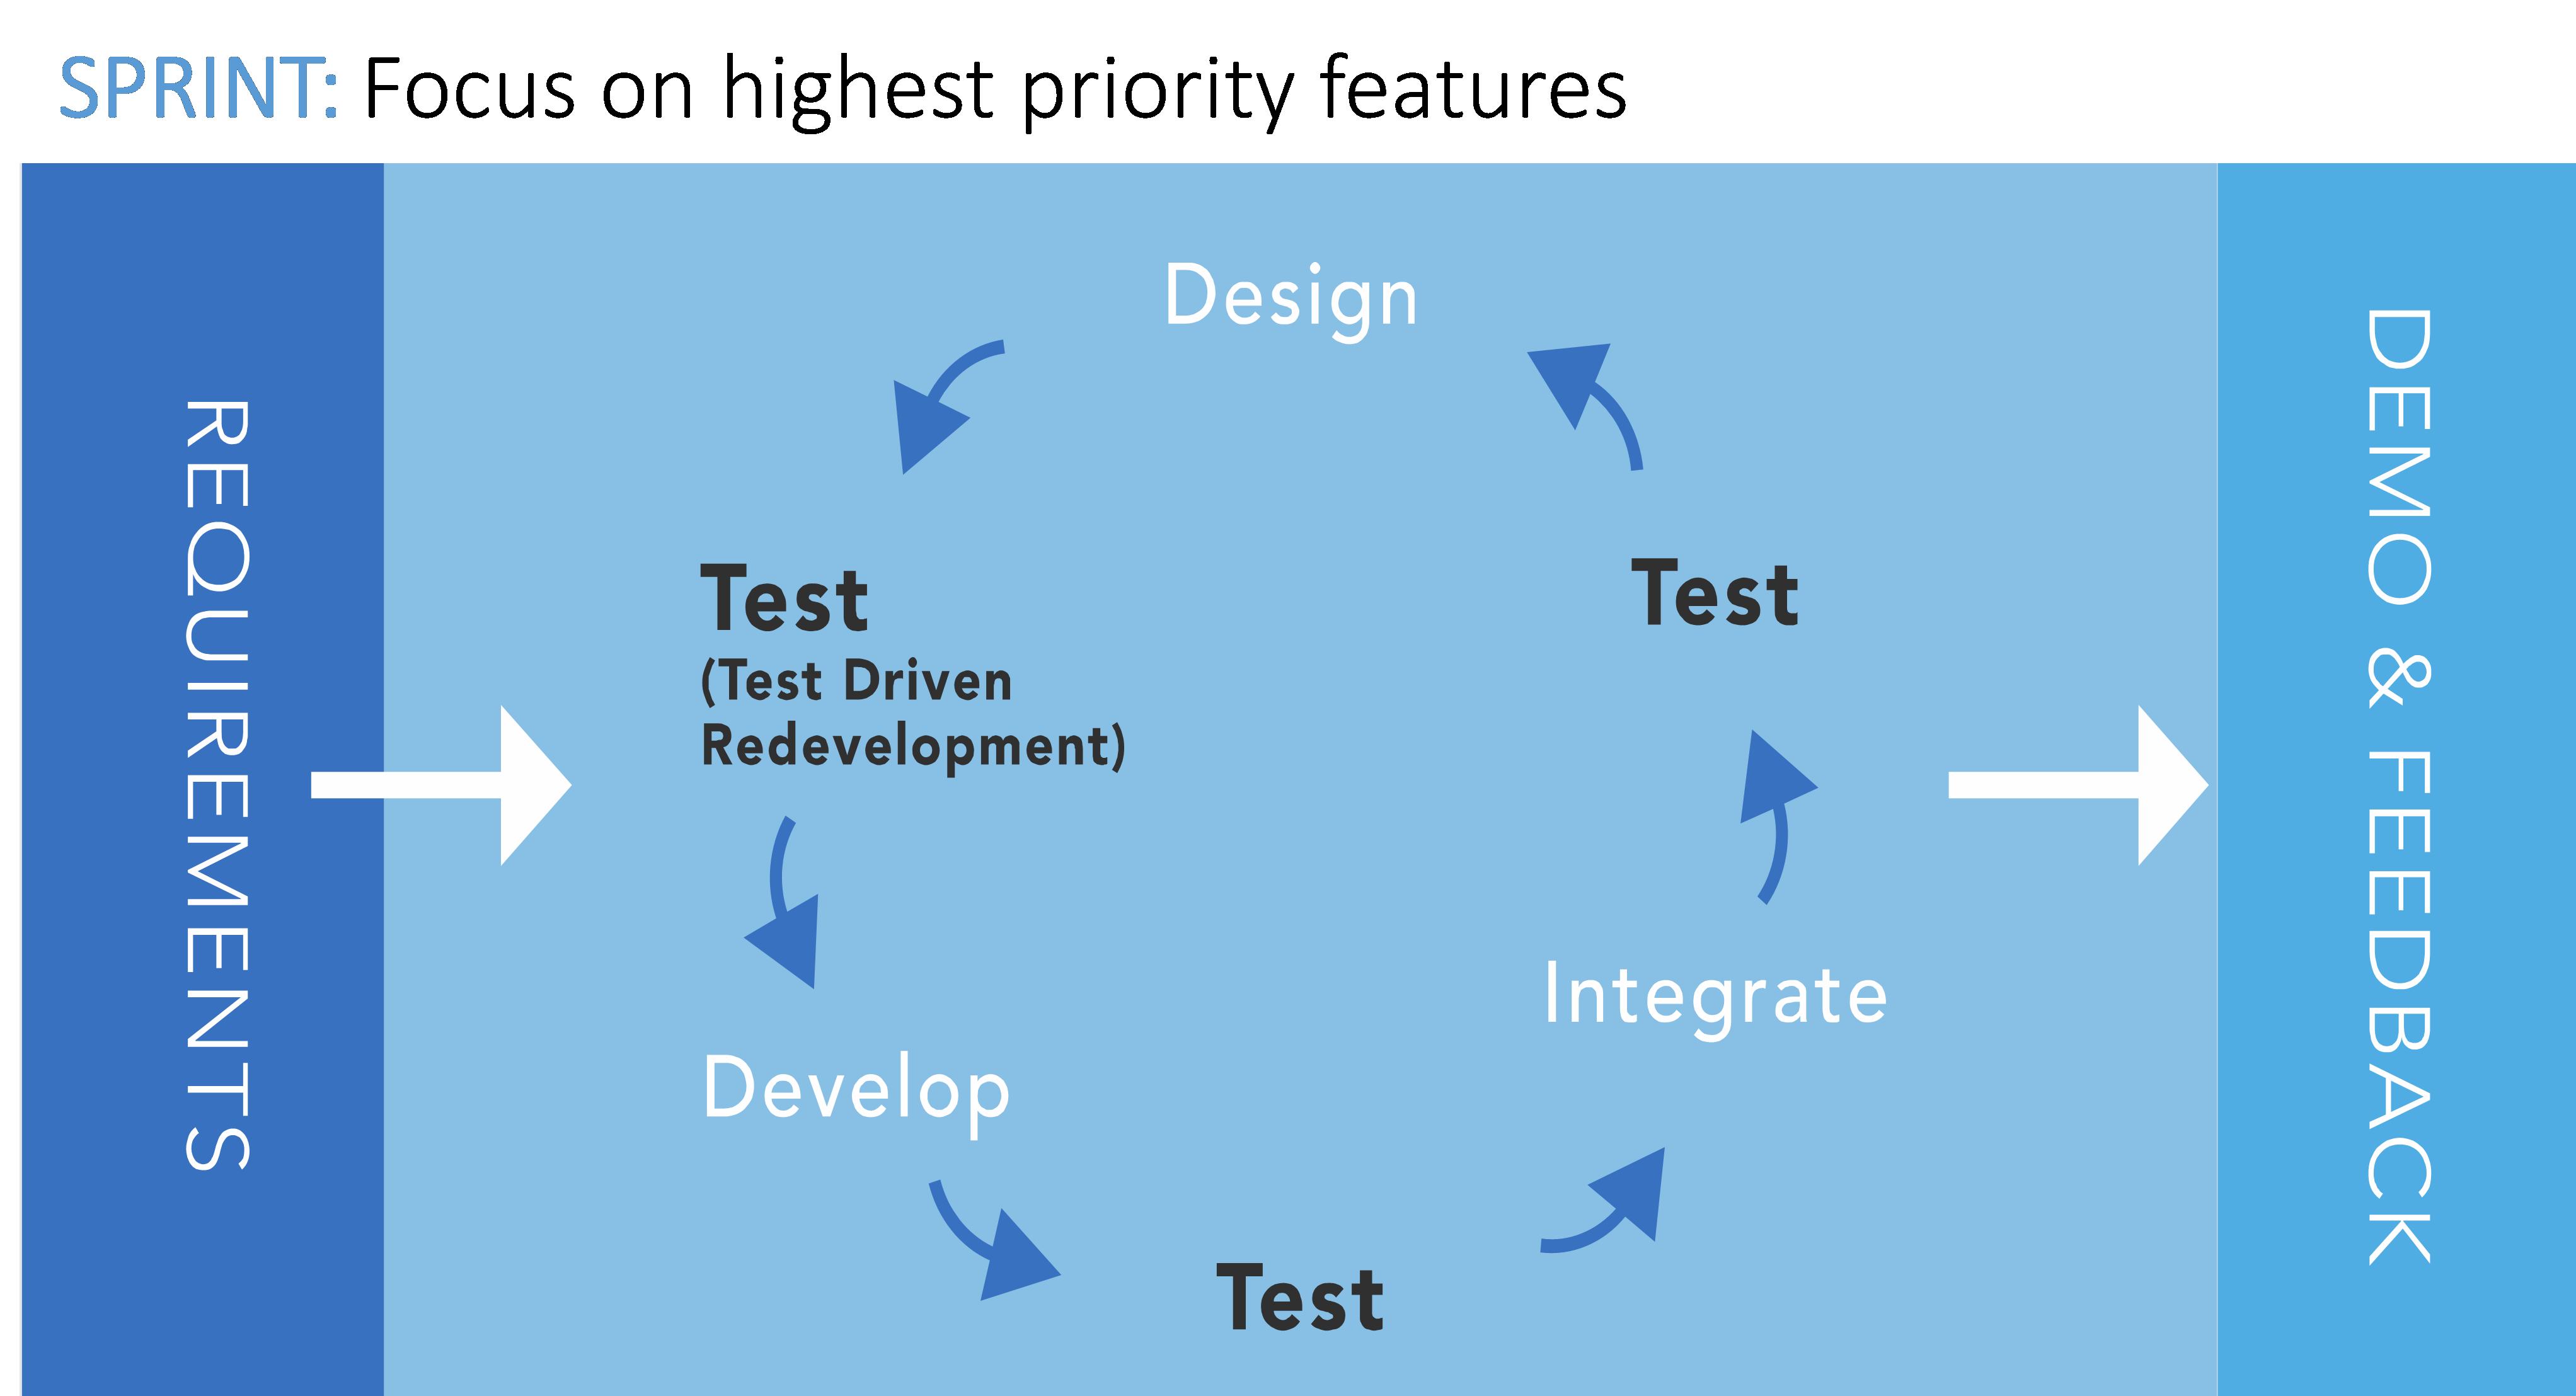 SPRINT: Focus on highest priority features
REQUIREMENTS
Design
Test
(Test Driven
Redevelopment)
Develop
Test
Integrate
Test
DEMO & FEEDBACK